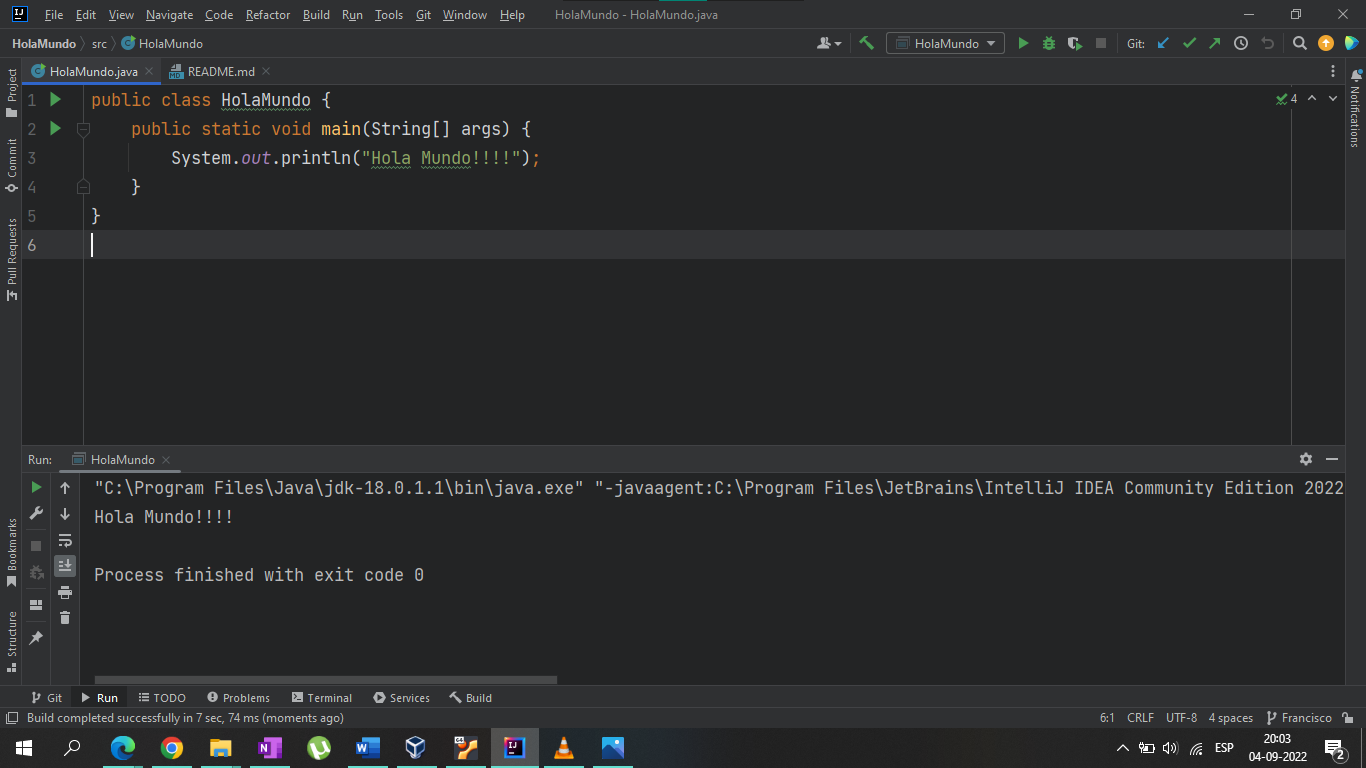 File Edit View Navigate Code Refactor Build Run Tools Git Window Help HolaMundo - HolaMundo.java
HolaMundo src HolaMundo HolaMundo Git:
HolaMundo.java README.md
1 public class HolaMundo { 4
2 public static void main(String[] args) {
3 System.out.println("Hola Mundo!!!!");
4 }
5 }
6
Project
Commit
Pull Requests
Bookmarks
Structure
Notifications
Run: HolaMundo
"C:\Program Files\Java\jdk-18.0.1.1\bin\java.exe" "-javaagent:C:\Program Files\JetBrains\IntelliJ IDEA Community Edition 2022
Hola Mundo!!!!
Process finished with exit code 0
Git Run TODO Problems Terminal Services Build
Build completed successfully in 7 sec, 74 ms (moments ago) 6:1 CRLF UTF-8 4 spaces Francisco
ESP 20:03
04-09-2022 2